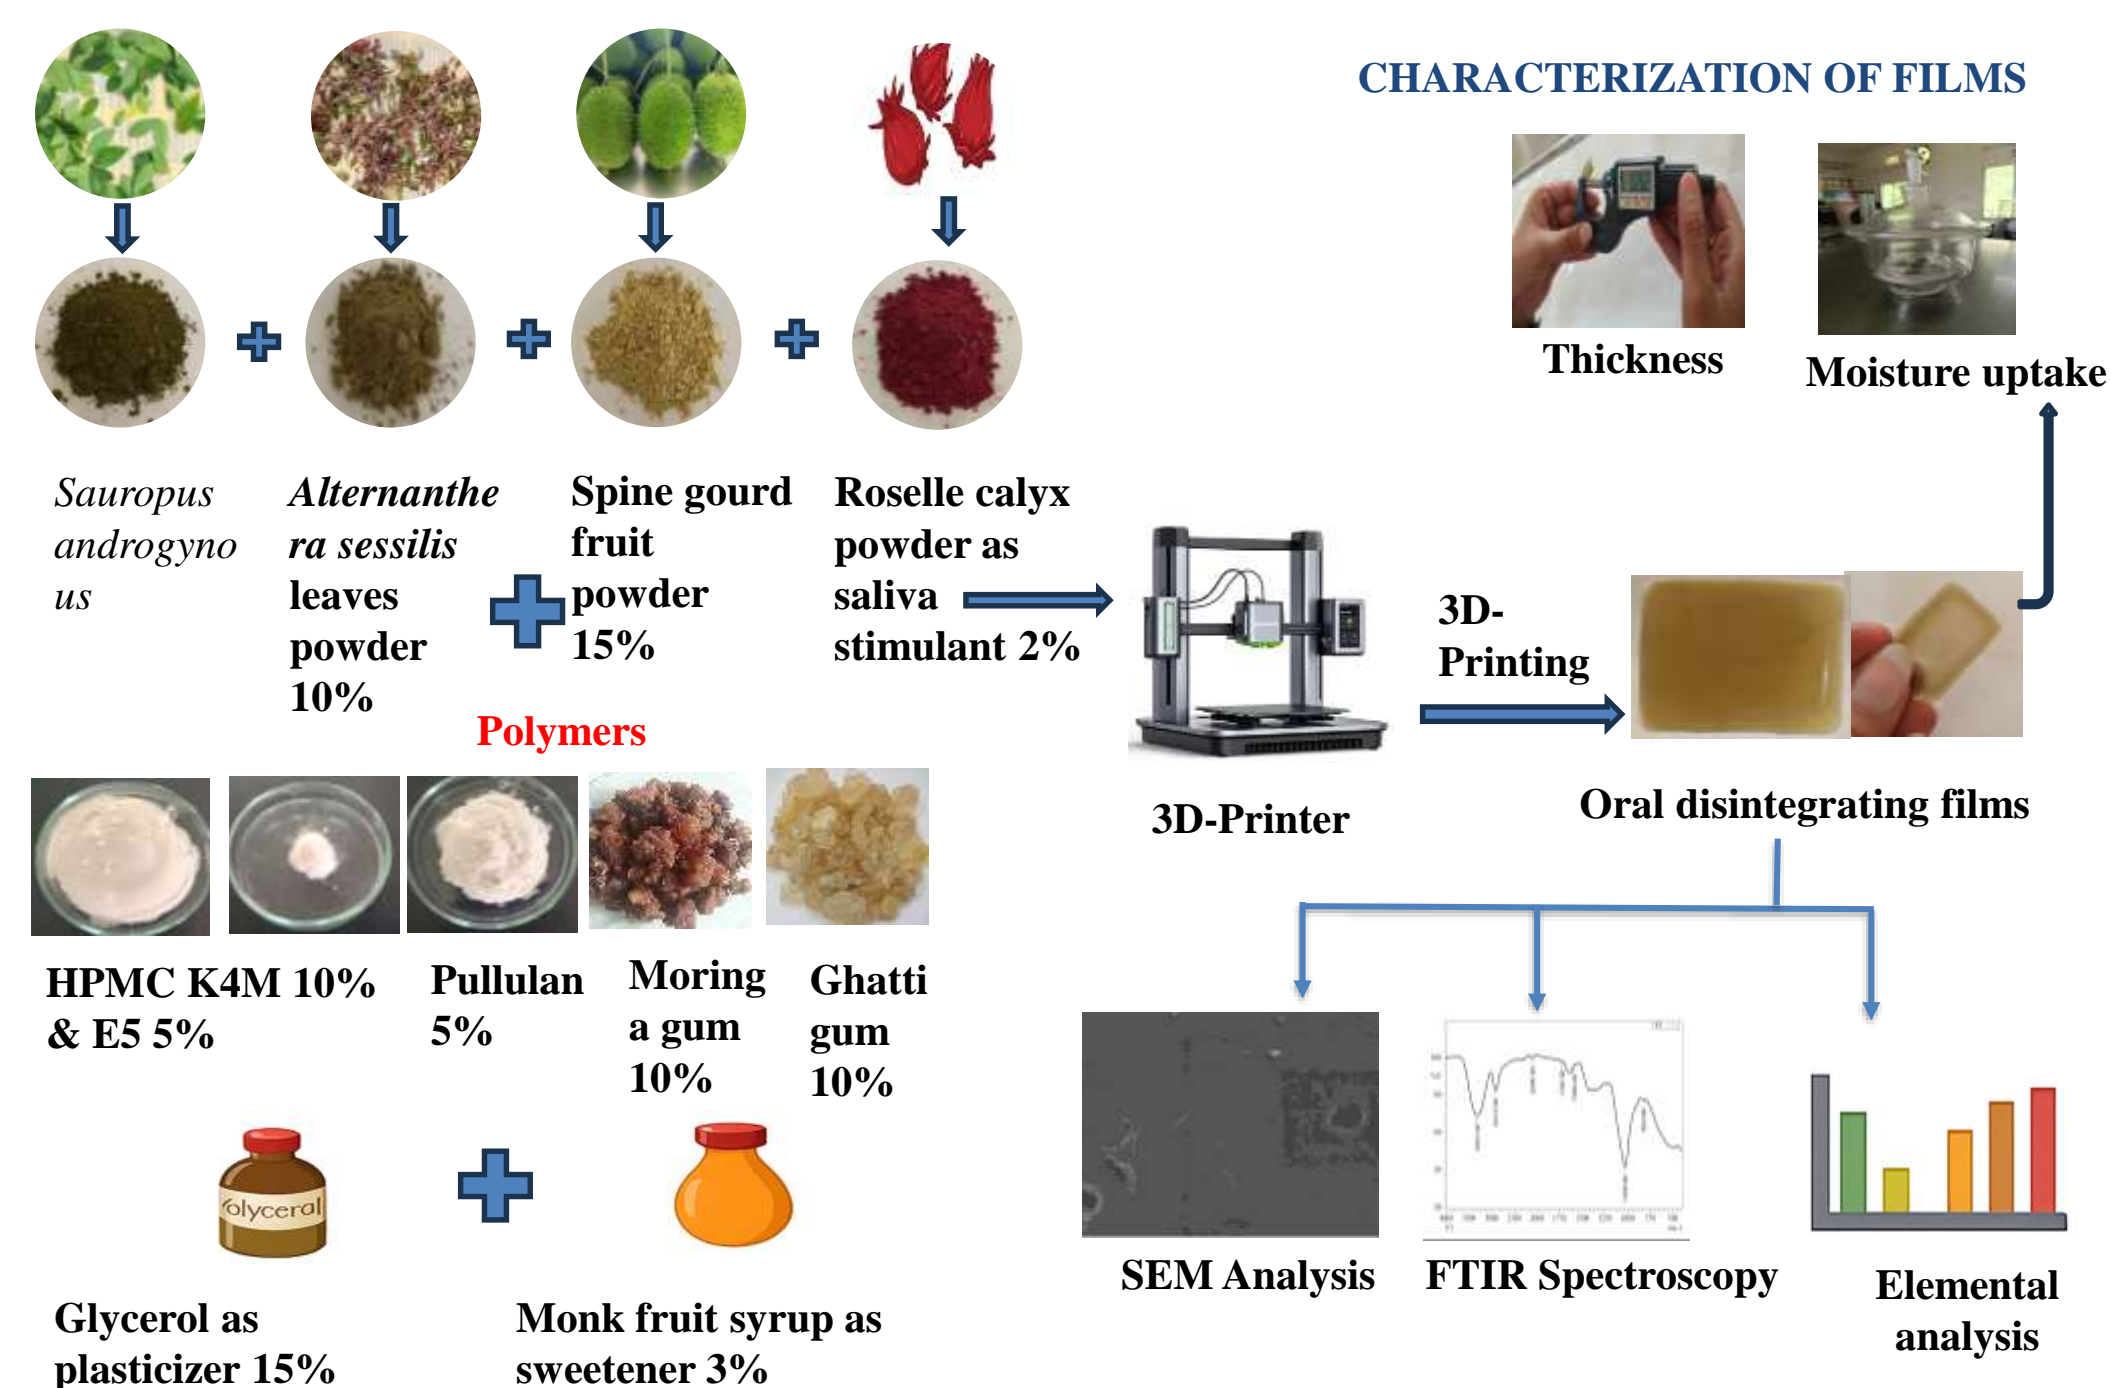 CHARACTERIZATION OF FILMS
Thickness
Moisture uptake
Sauropus
androgyno
us
Alternanthe
ra sessilis
leaves
powder
10%
Spine gourd
fruit
powder
15%
Roselle calyx
powder as
saliva
stimulant 2%
3D-
Printing
Polymers
3D-Printer
Oral disintegrating films
HPMC K4M 10%
& E5 5%
Pullulan
5%
Moring
a gum
10%
Ghatti
gum
10%
olyceral
Glycerol as
plasticizer 15%
Monk fruit syrup as
sweetener 3%
SEM Analysis
FTIR Spectroscopy
Elemental
analysis